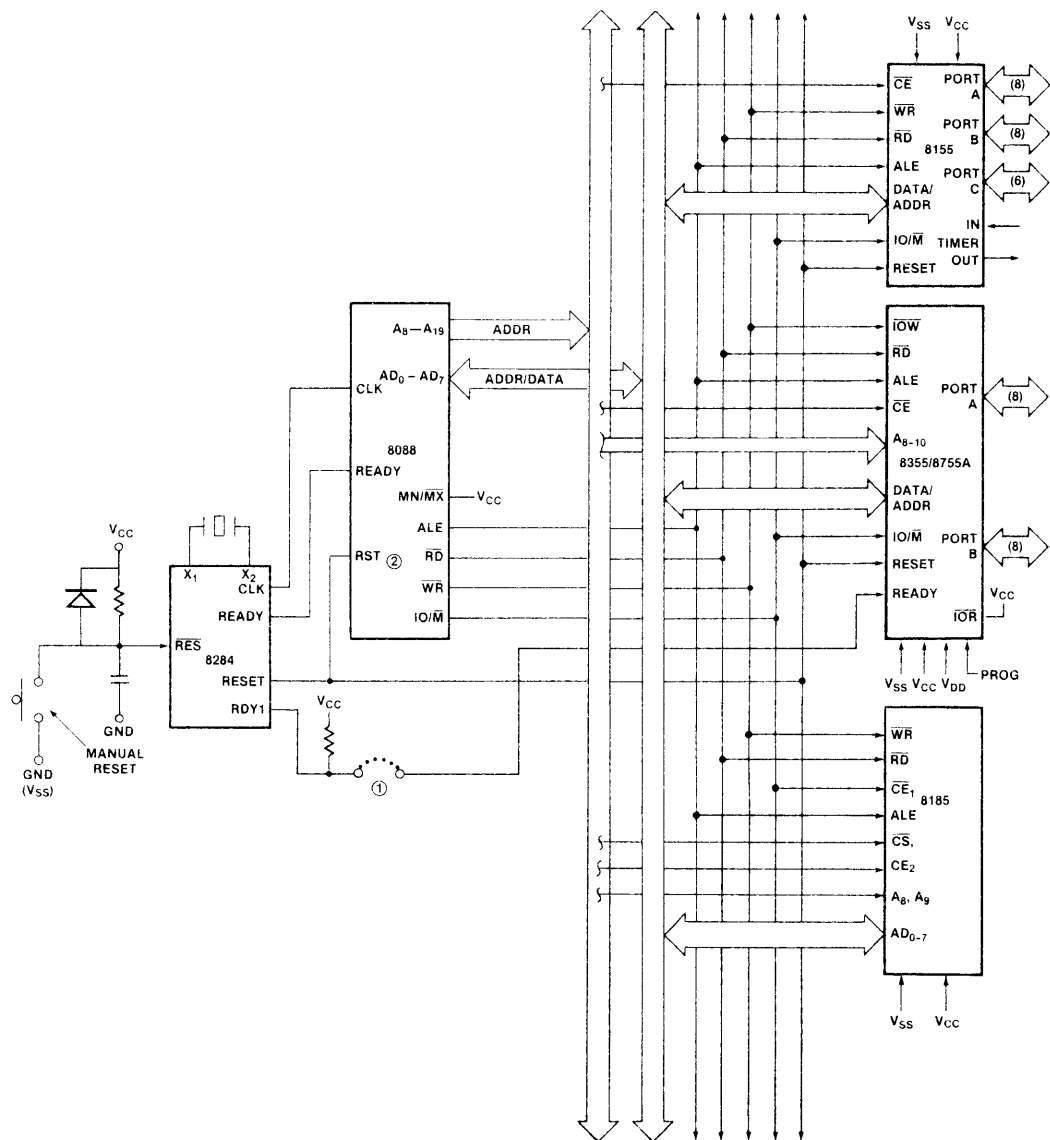 VSS VCC
CE
PORT A
(8)
WR
RD
PORT B
(8)
8155
ALE
PORT C
(6)
DATA/
ADDR
IN
IO/M
TIMER
OUT
RESET
A8—A19
ADDR
AD0–AD7
ADDR/DATA
CLK
8088
READY
MN/MX
VCC
ALE
RST
②
RD
WR
IO/M
IOW
RD
ALE
PORT A
(8)
CE
A8-10
8355/8755A
DATA/
ADDR
IO/M
PORT B
(8)
RESET
READY
VCC
IOR
VSS VCC VDD
PROG
VCC
X1 X2
CLK
READY
RES
8284
RESET
RDY1
GND
MANUAL
RESET
GND
(VSS)
VCC
①
WR
RD
CE1
8185
ALE
CS,
CE2
A8, A9
AD0-7
VSS VCC